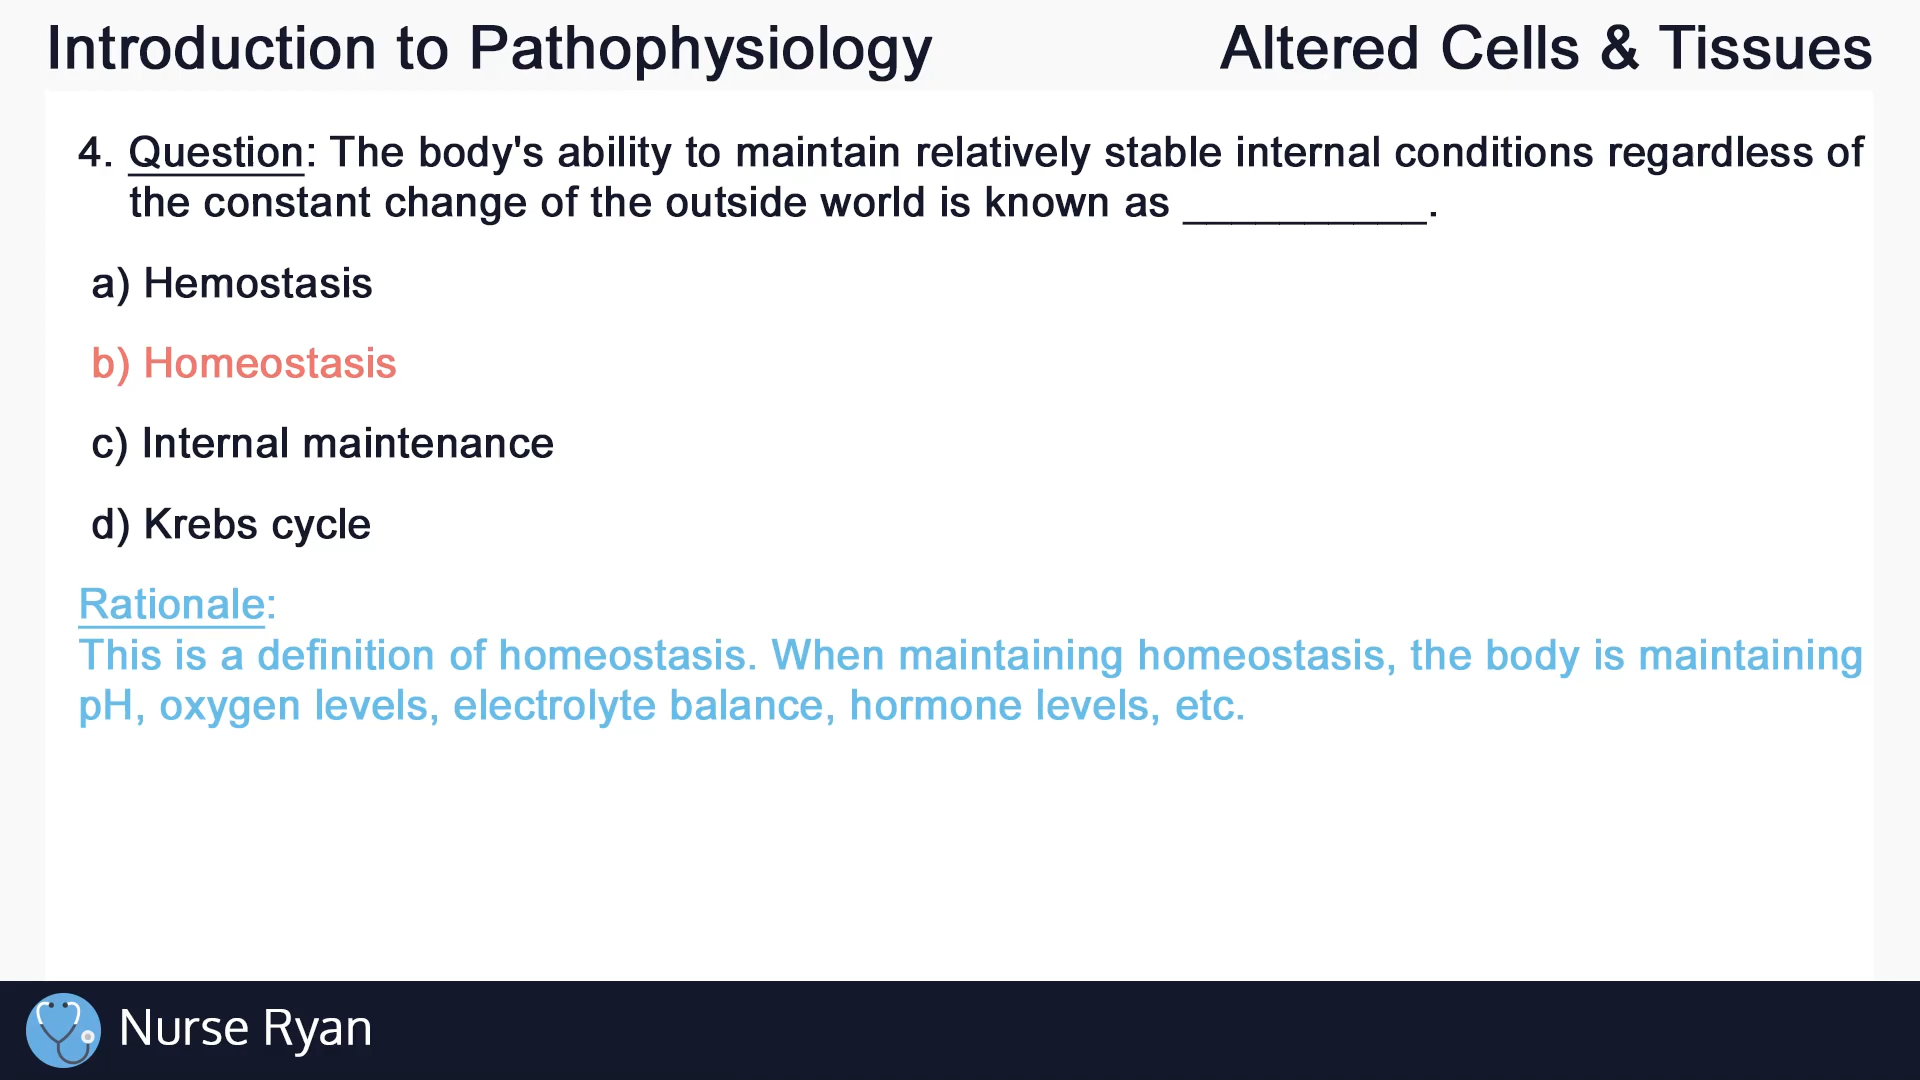 Introduction to Pathophysiology
Altered Cells & Tissues
4. Question: The body's ability to maintain relatively stable internal conditions regardless of
the constant change of the outside world is known as __________.
a) Hemostasis
b) Homeostasis
c) Internal maintenance
d) Krebs cycle
Rationale:
This is a definition of homeostasis. When maintaining homeostasis, the body is maintaining
pH, oxygen levels, electrolyte balance, hormone levels, etc.
Nurse Ryan